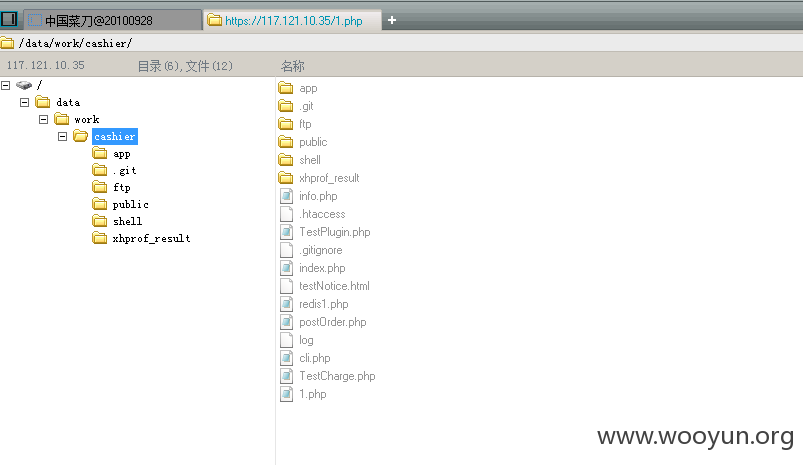 中国菜刀@20100928
https://117.121.10.35/1.php
/data/work/cashier/
117.121.10.35 目录(6),文件(12) 名称
/
data
work
cashier
app
.git
ftp
public
shell
xhprof_result
app
.git
ftp
public
shell
xhprof_result
info.php
.htaccess
TestPlugin.php
.gitignore
index.php
testNotice.html
redis1.php
postOrder.php
log
cli.php
TestCharge.php
1.php
www.wooyun.org